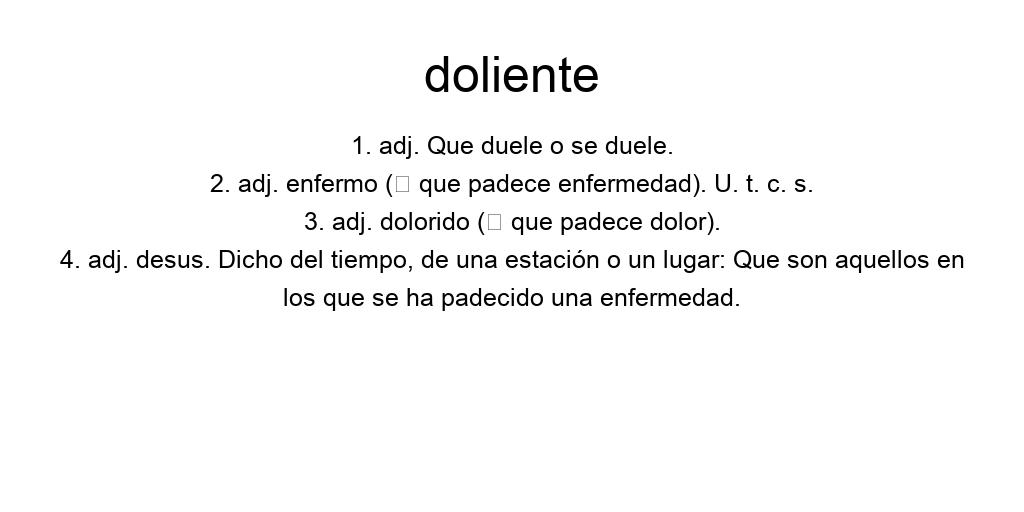 doliente
1. adj. Que duele o se duele.
2. adj. enfermo (□ que padece enfermedad). U. t. c. s.
3. adj. dolorido (□ que padece dolor).
4. adj. desus. Dicho del tiempo, de una estación o un lugar: Que son aquellos en
los que se ha padecido una enfermedad.